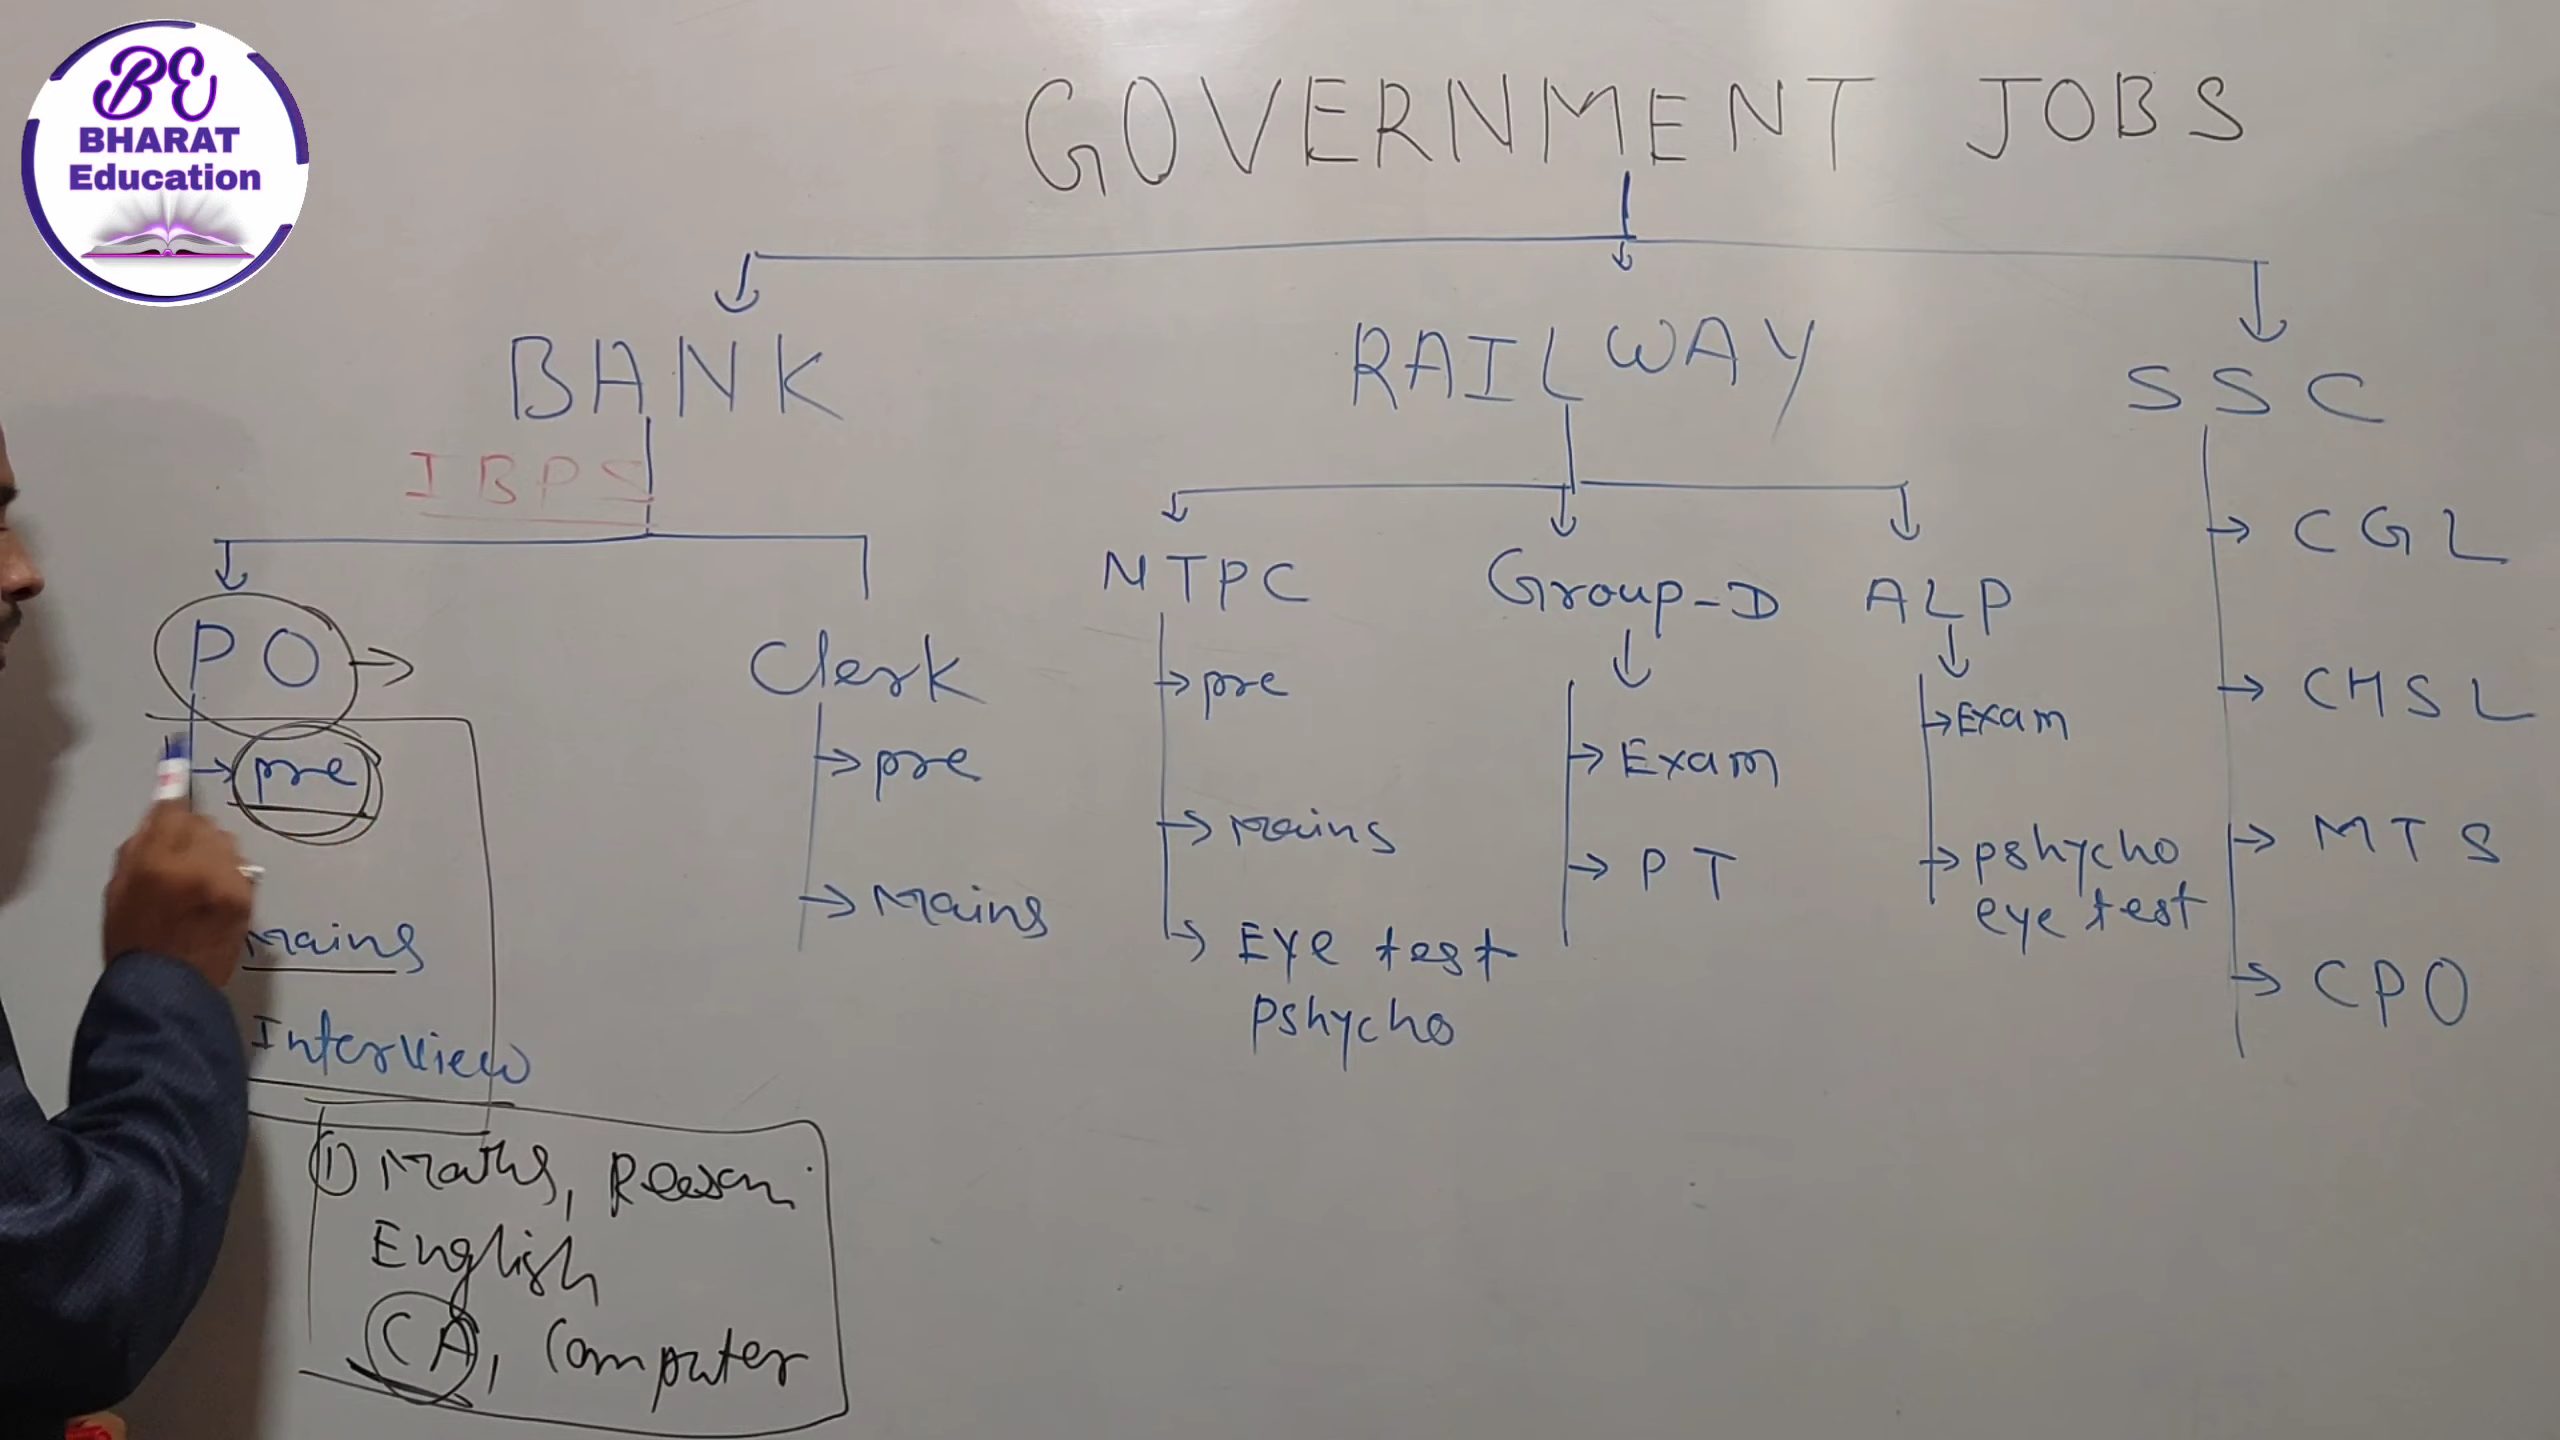 BE
BHARAT
Education
GOVERNMENT JOBS
BANK
RAILWAY
SSC
IBPS
PO
Clerk
NTPC
Group-D
ALP
CGL
CHSL
MTS
CPO
pre
Mains
Interview
pre
Mains
pre
Mains
Eye test
pshycho
Exam
PT
Exam
pshycho
eye test
① Maths, Reason
English
CA, Computer